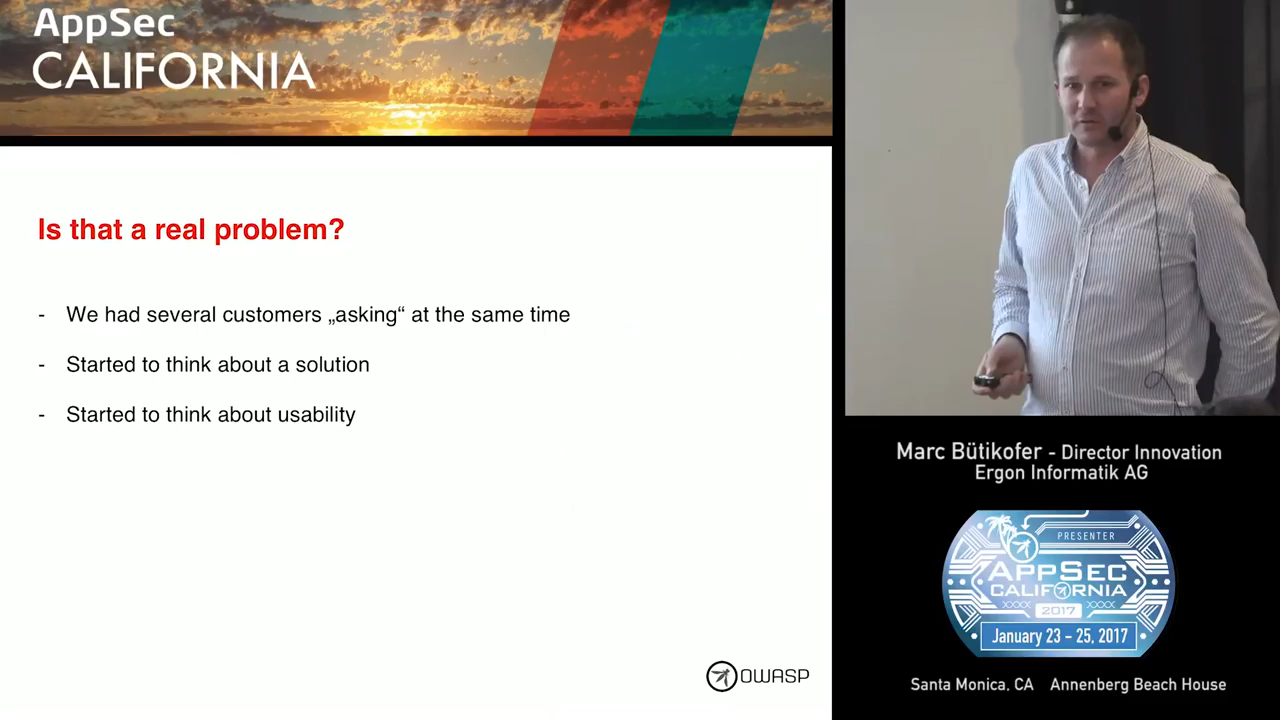 AppSec
CALIFORNIA
Is that a real problem?
- We had several customers „asking“ at the same time
- Started to think about a solution
- Started to think about usability
OWASP
Marc Bütikofer - Director Innovation
Ergon Informatik AG
PRESENTER
APPSEC
CALIFORNIA
XXXX 2017 XXXX
January 23 - 25, 2017
Santa Monica, CA Annenberg Beach House